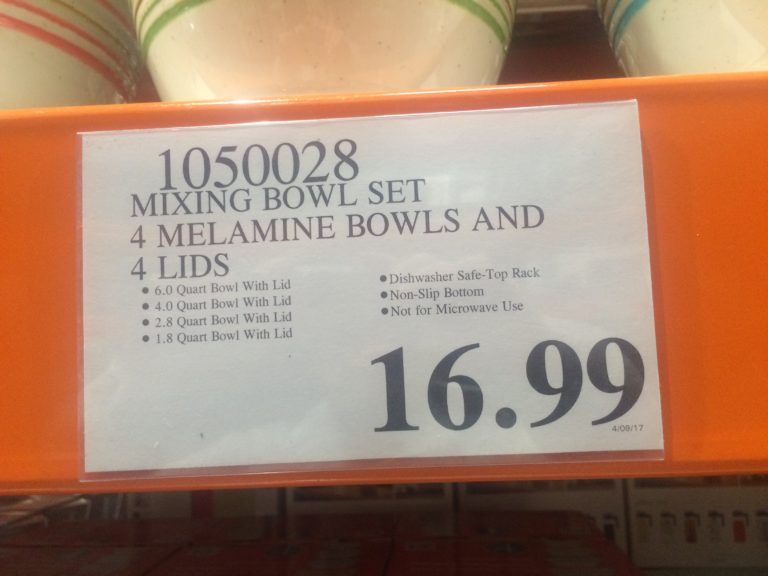 1050028
MIXING BOWL SET
4 MELAMINE BOWLS AND
4 LIDS
• 6.0 Quart Bowl With Lid
• 4.0 Quart Bowl With Lid
• 2.8 Quart Bowl With Lid
• 1.8 Quart Bowl With Lid
• Dishwasher Safe-Top Rack
• Non-Slip Bottom
• Not for Microwave Use
16.99
4/09/17